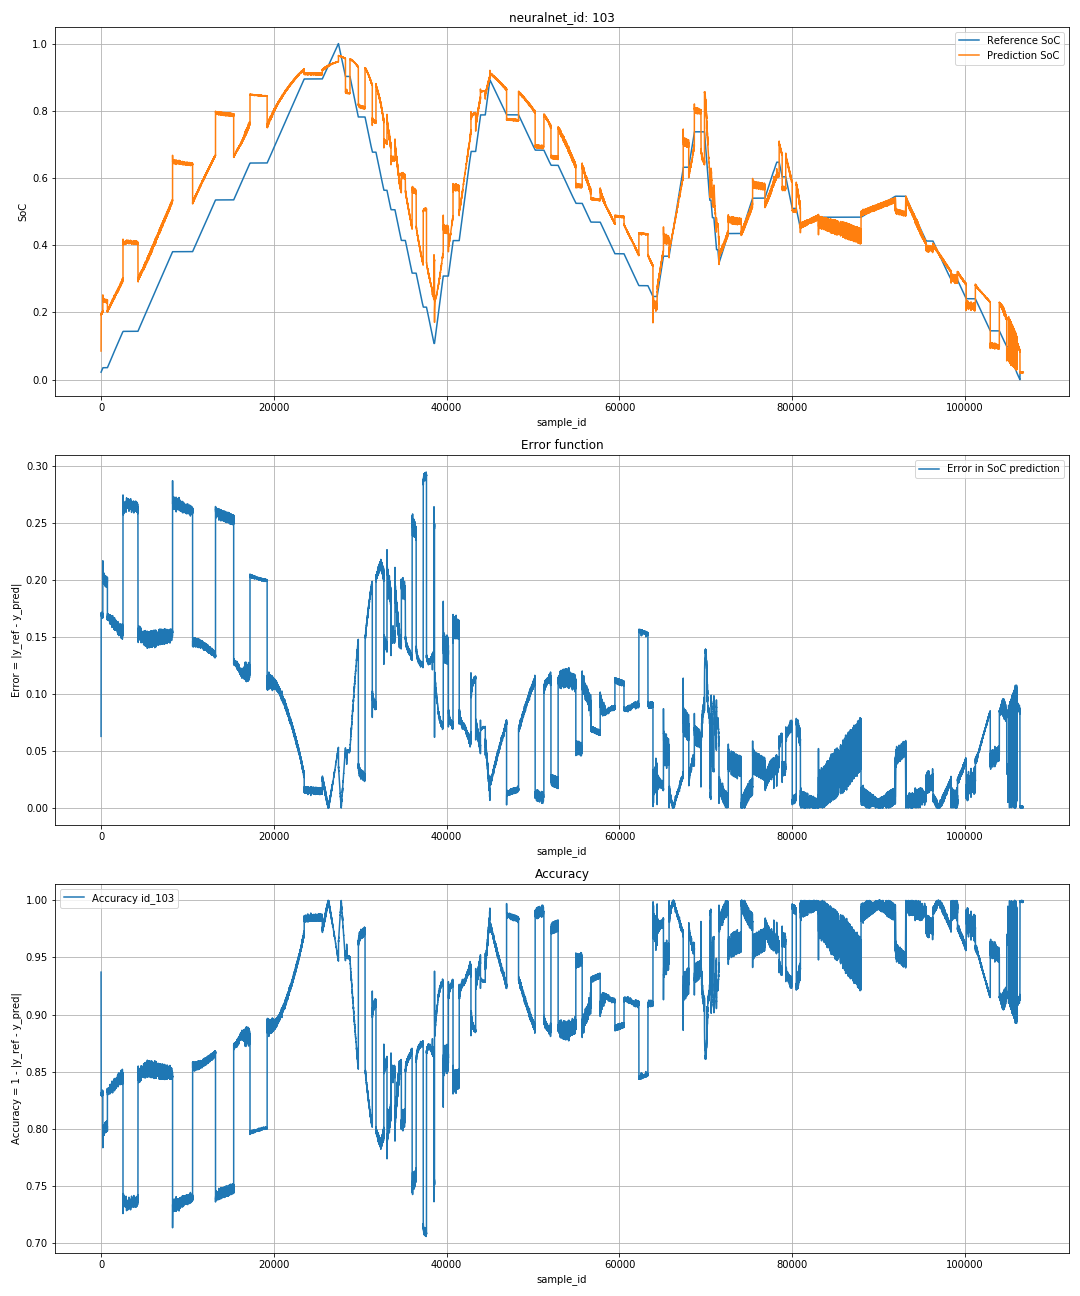 neuralnet_id: 103
Reference SoC
Prediction SoC
SoC
1.0
0.8
0.6
0.4
0.2
0.0
0 20000 40000 60000 80000 100000
sample_id
Error function
Error in SoC prediction
Error = |y_ref - y_pred|
0.30
0.25
0.20
0.15
0.10
0.05
0.00
0 20000 40000 60000 80000 100000
sample_id
Accuracy
Accuracy id_103
Accuracy = 1 - |y_ref - y_pred|
1.00
0.95
0.90
0.85
0.80
0.75
0.70
0 20000 40000 60000 80000 100000
sample_id